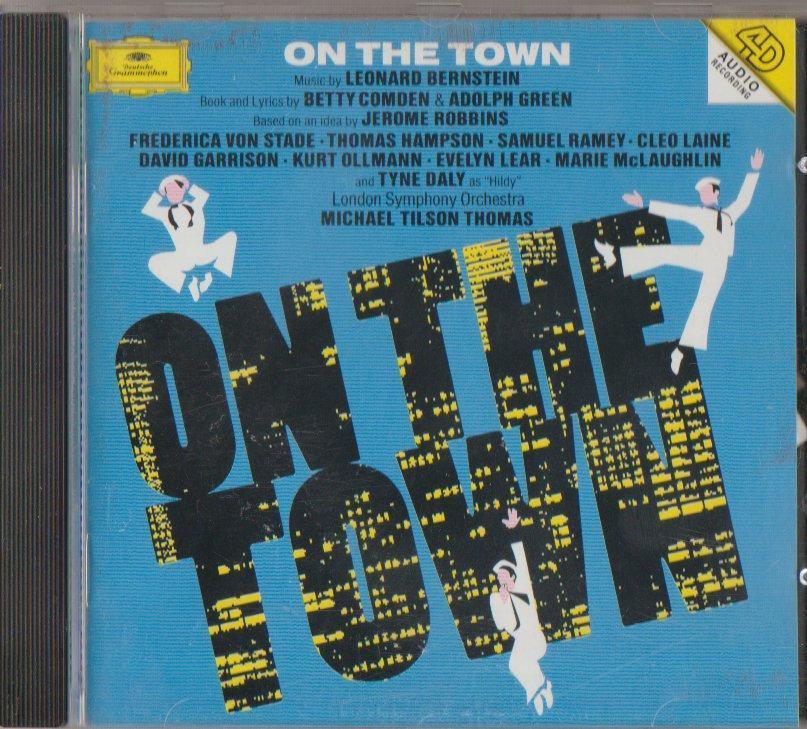 Deutsche
Grammophon
ON THE TOWN
Music by LEONARD BERNSTEIN
Book and Lyrics by BETTY COMDEN & ADOLPH GREEN
Based on an idea by JEROME ROBBINS
FREDERICA VON STADE · THOMAS HAMPSON · SAMUEL RAMEY · CLEO LAINE
DAVID GARRISON · KURT OLLMANN · EVELYN LEAR · MARIE McLAUGHLIN
and TYNE DALY as "Hildy"
London Symphony Orchestra
MICHAEL TILSON THOMAS
4D
AUDIO
RECORDING
ON THE
TOWN